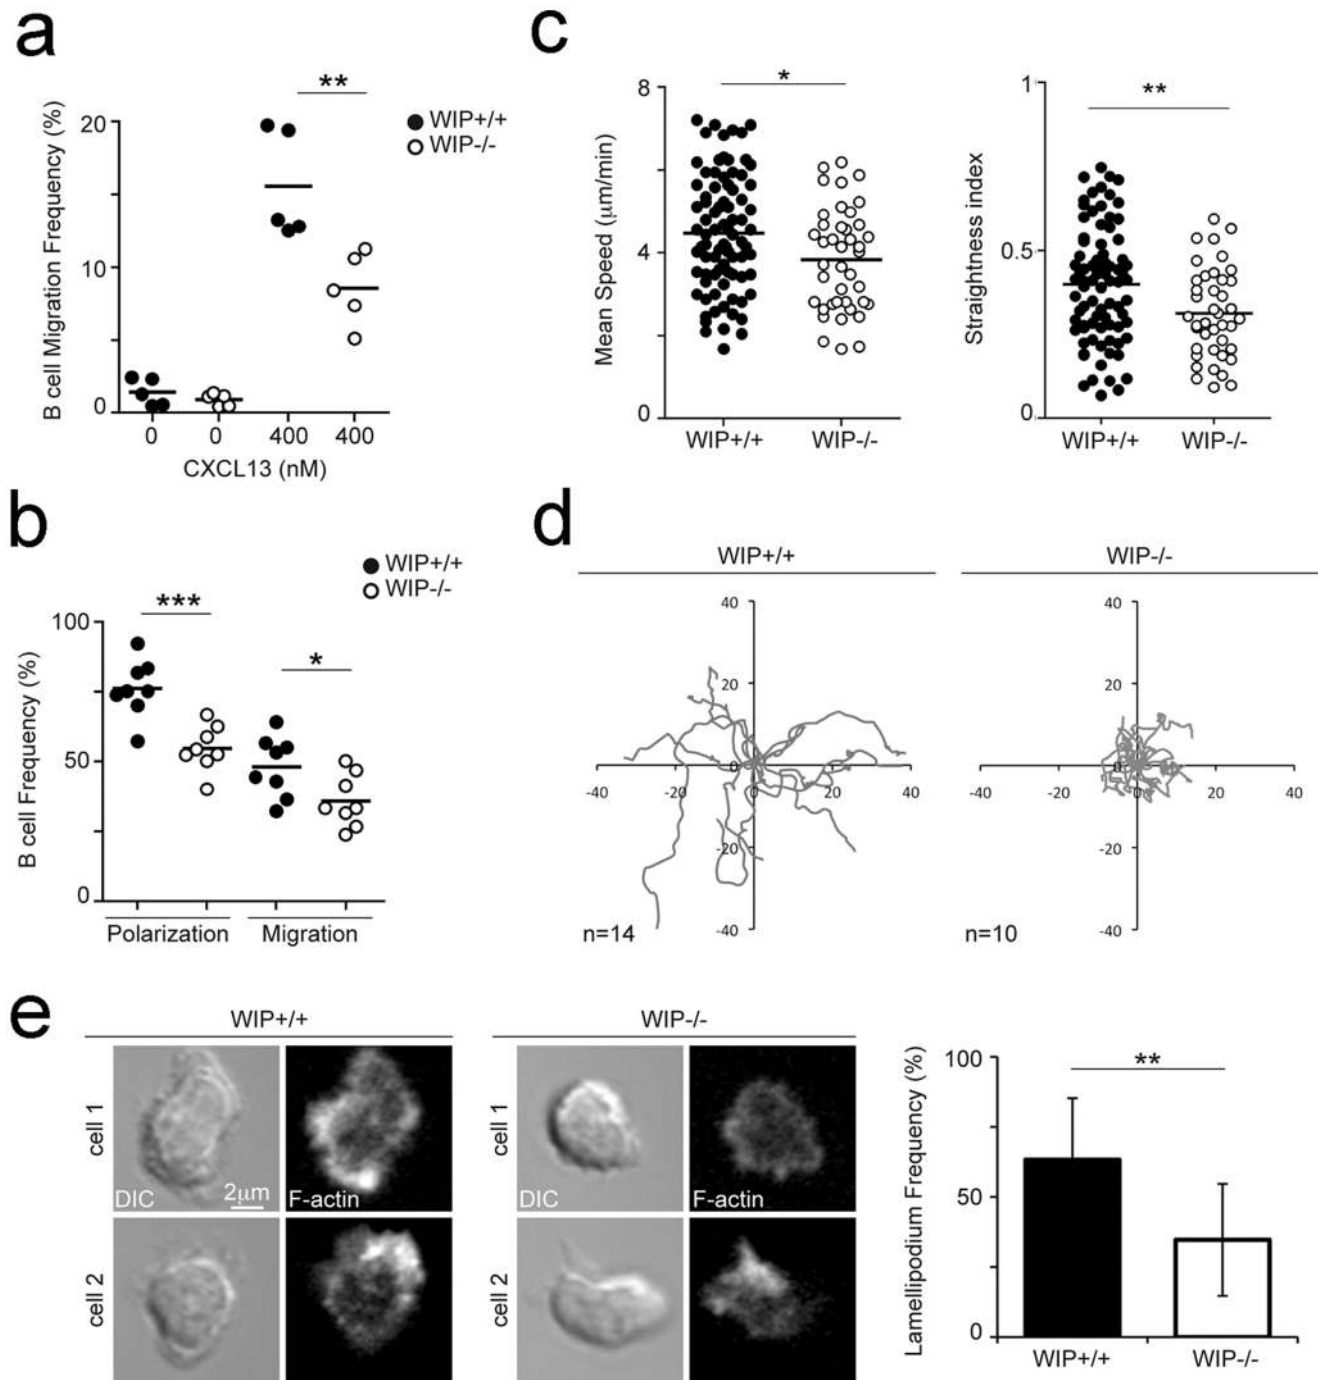 a
B cell Migration Frequency (%)
20
10
0
**
WIP+/+
WIP-/-
0 0 400 400
CXCL13 (nM)
b
B cell Frequency (%)
100
50
0
***
*
WIP+/+
WIP-/-
Polarization Migration
c
Mean Speed (μm/min)
8
4
0
*
WIP+/+ WIP-/-
Straightness index
1
0.5
0
**
WIP+/+ WIP-/-
d
WIP+/+
40
20
-40 -20 0 20 40
-20
-40
n=14
WIP-/-
40
20
-40 -20 0 20 40
-20
-40
n=10
e
WIP+/+
cell 1
DIC 2μm F-actin
cell 2
WIP-/-
cell 1
DIC F-actin
cell 2
Lamellipodium Frequency (%)
100
50
0
**
WIP+/+ WIP-/-